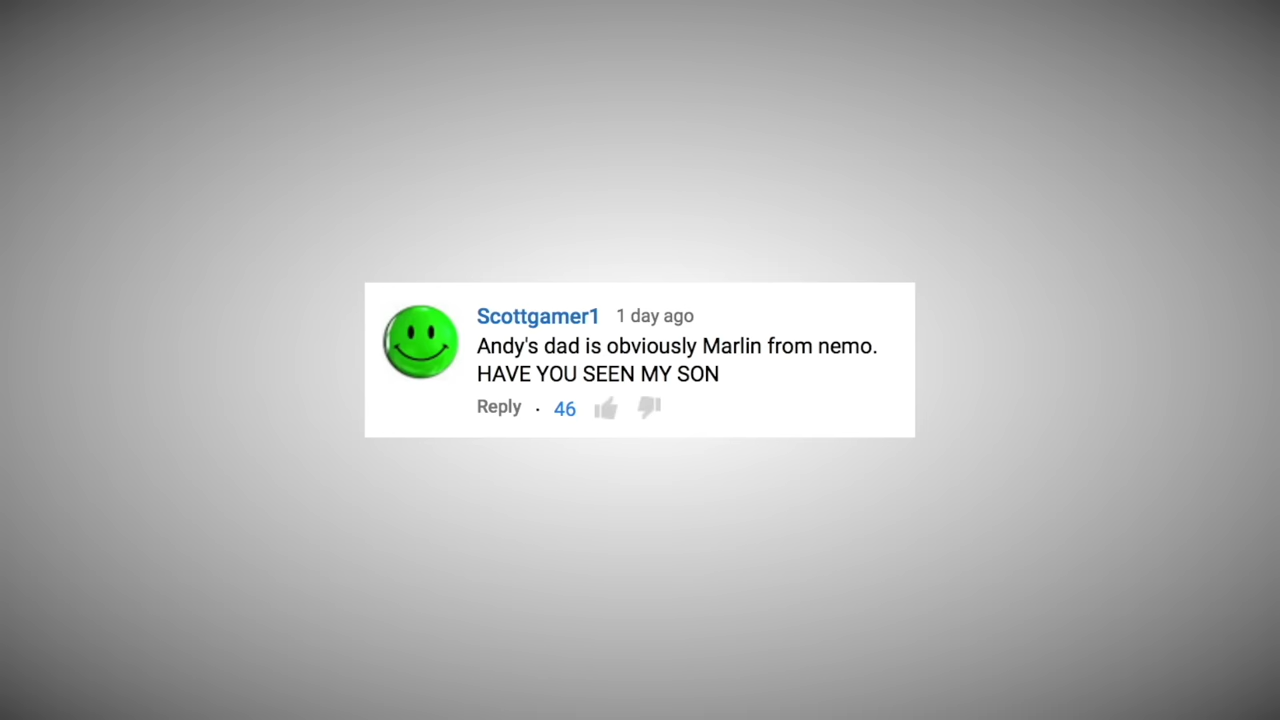 Scottgamer1 1 day ago
Andy's dad is obviously Marlin from nemo.
HAVE YOU SEEN MY SON
Reply · 46